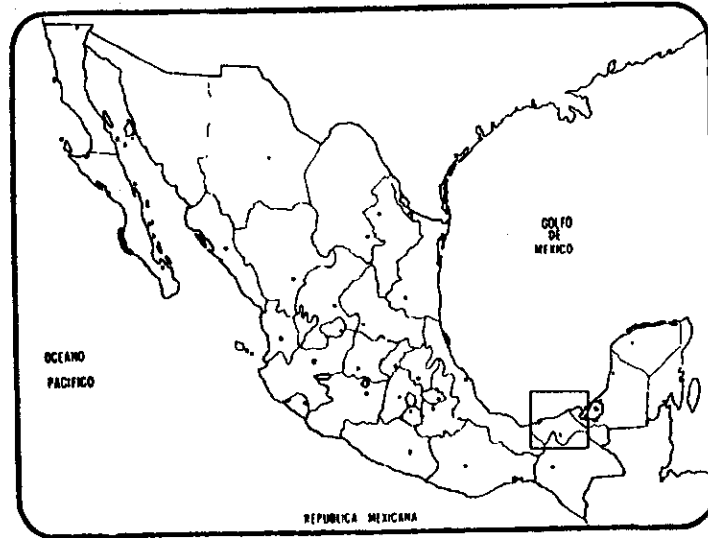 GOLFO
DE
MEXICO
OCEANO
PACIFICO
REPUBLICA MEXICANA